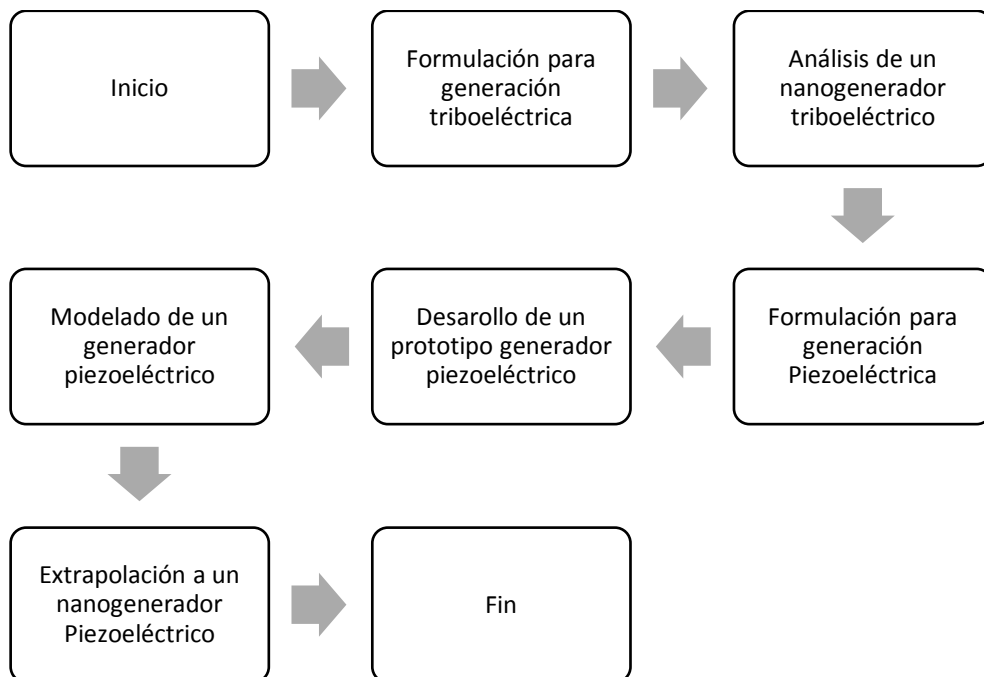 Inicio
Formulación para
generación
triboeléctrica
Análisis de un
nanogenerador
triboeléctrico
Formulación para
generación
Piezoeléctrica
Desarollo de un
prototipo generador
piezoeléctrico
Modelado de un
generador
piezoeléctrico
Extrapolación a un
nanogenerador
Piezoeléctrico
Fin